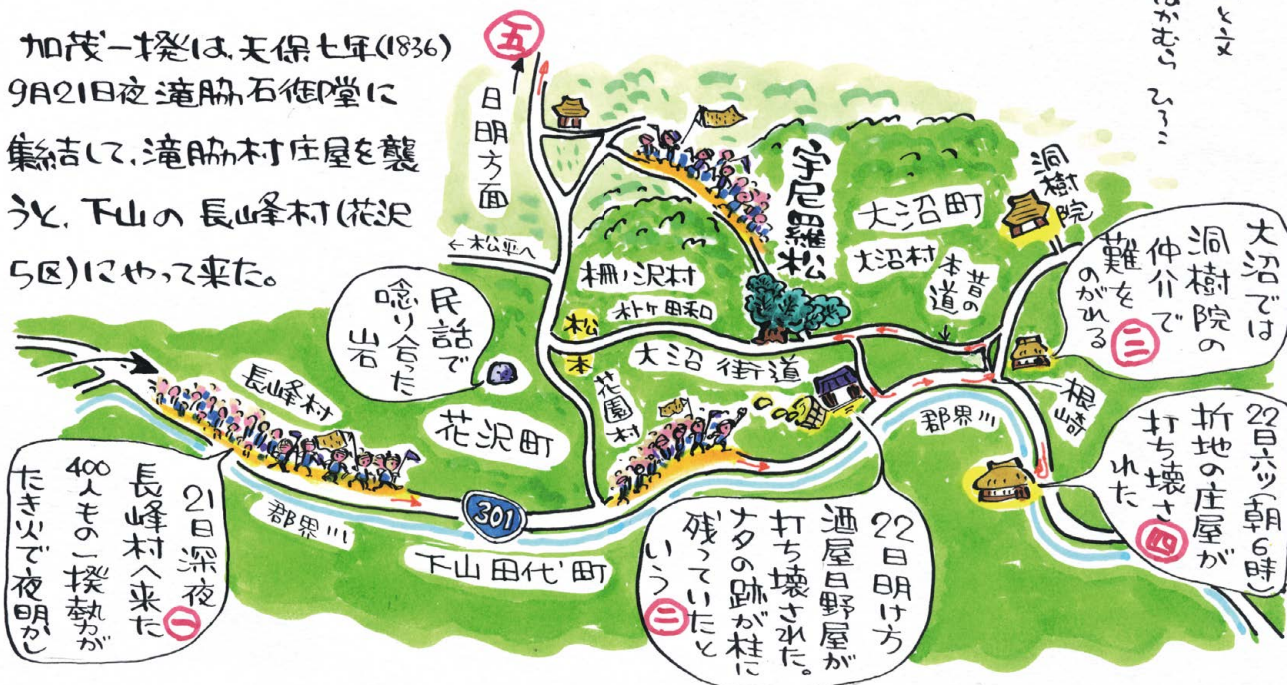 加茂一揆は、天保七年(1836)
9月21日夜 滝脇石御堂に
集結して、滝脇村庄屋を襲
うと、下山の 長峰村(花沢
5区)にやって来た。
と文
なかむら ひろこ
五
日明方面
←松平へ
宇尼羅松
大沼町
大沼村
昔の
本道
洞樹院
大沼では
洞樹院の
仲介で
難を
のがれる
三
柵ノ沢村
杉ヶ田和
松本
大沼街道
民話で
唸り合った
岩
花園村
長峰村
花沢町
根崎
郡界川
22日六ッ(朝6時
折地の庄屋が
打ち壊さ
れた
四
21日深夜
長峰村へ来た
400人もの一揆勢が
たき火で夜明かし
一
郡界川
301
下山田代町
22日明け方
酒屋日野屋が
打ち壊された。
ナタの跡が柱に
残っていたと
いう
二